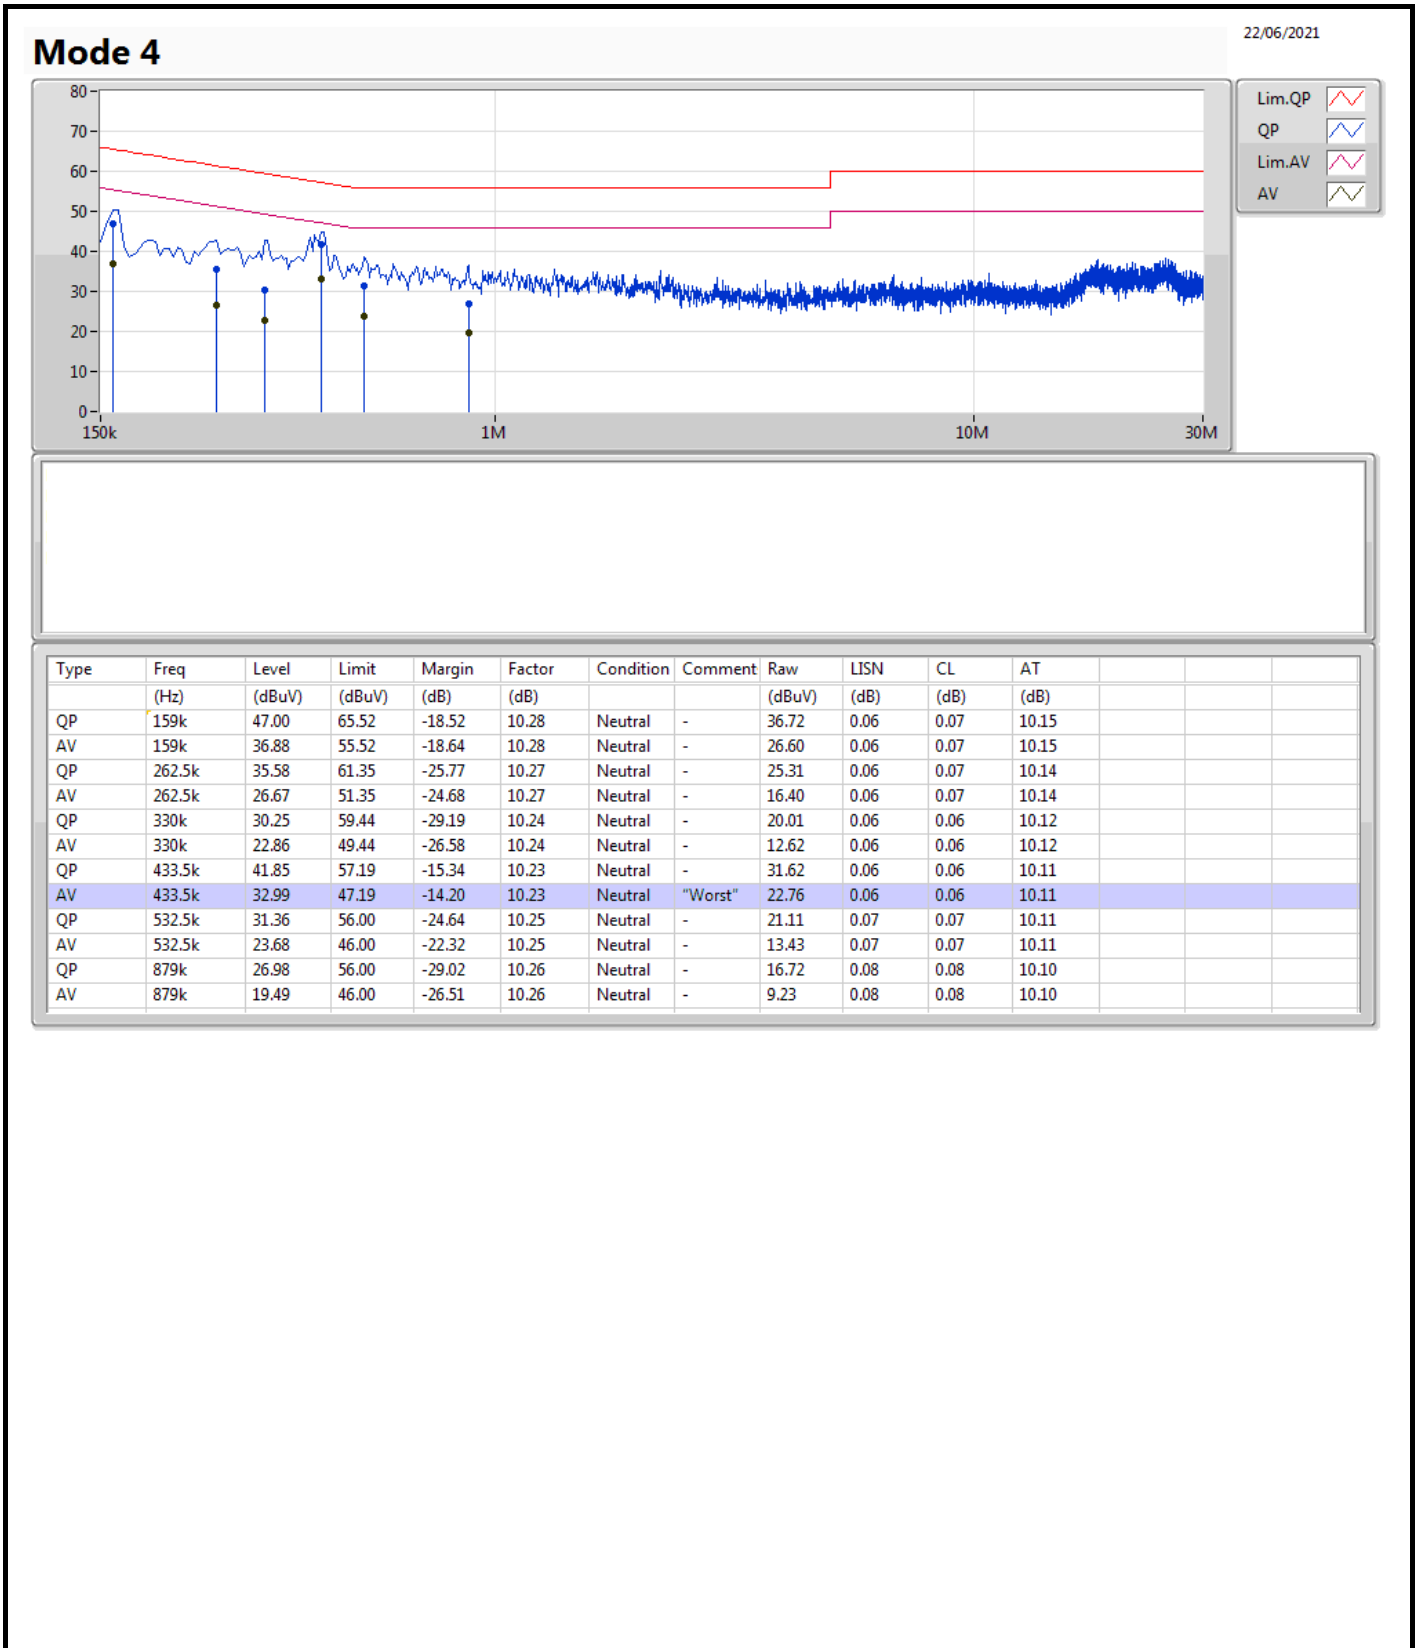 22/06/2021
Mode 4
80
70
60
50
40
30
20
10
0
150k 1M 10M 30M
Lim.QP
QP
Lim.AV
AV
Type Freq Level Limit Margin Factor Condition Comment Raw LISN CL AT
(Hz) (dBuV) (dBuV) (dB) (dB) (dBuV) (dB) (dB) (dB)
QP 159k 47.00 65.52 -18.52 10.28 Neutral - 36.72 0.06 0.07 10.15
AV 159k 36.88 55.52 -18.64 10.28 Neutral - 26.60 0.06 0.07 10.15
QP 262.5k 35.58 61.35 -25.77 10.27 Neutral - 25.31 0.06 0.07 10.14
AV 262.5k 26.67 51.35 -24.68 10.27 Neutral - 16.40 0.06 0.07 10.14
QP 330k 30.25 59.44 -29.19 10.24 Neutral - 20.01 0.06 0.06 10.12
AV 330k 22.86 49.44 -26.58 10.24 Neutral - 12.62 0.06 0.06 10.12
QP 433.5k 41.85 57.19 -15.34 10.23 Neutral - 31.62 0.06 0.06 10.11
AV 433.5k 32.99 47.19 -14.20 10.23 Neutral "Worst" 22.76 0.06 0.06 10.11
QP 532.5k 31.36 56.00 -24.64 10.25 Neutral - 21.11 0.07 0.07 10.11
AV 532.5k 23.68 46.00 -22.32 10.25 Neutral - 13.43 0.07 0.07 10.11
QP 879k 26.98 56.00 -29.02 10.26 Neutral - 16.72 0.08 0.08 10.10
AV 879k 19.49 46.00 -26.51 10.26 Neutral - 9.23 0.08 0.08 10.10